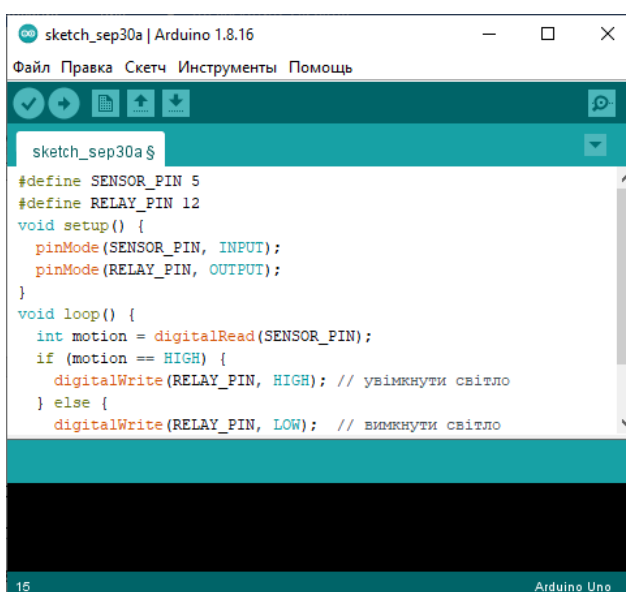 sketch_sep30a | Arduino 1.8.16
Файл Правка Скетч Инструменты Помощь
sketch_sep30a §
#define SENSOR_PIN 5
#define RELAY_PIN 12
void setup() {
  pinMode(SENSOR_PIN, INPUT);
  pinMode(RELAY_PIN, OUTPUT);
}
void loop() {
  int motion = digitalRead(SENSOR_PIN);
  if (motion == HIGH) {
    digitalWrite(RELAY_PIN, HIGH); // увімкнути світло
  } else {
    digitalWrite(RELAY_PIN, LOW);  // вимкнути світло
15
Arduino Uno